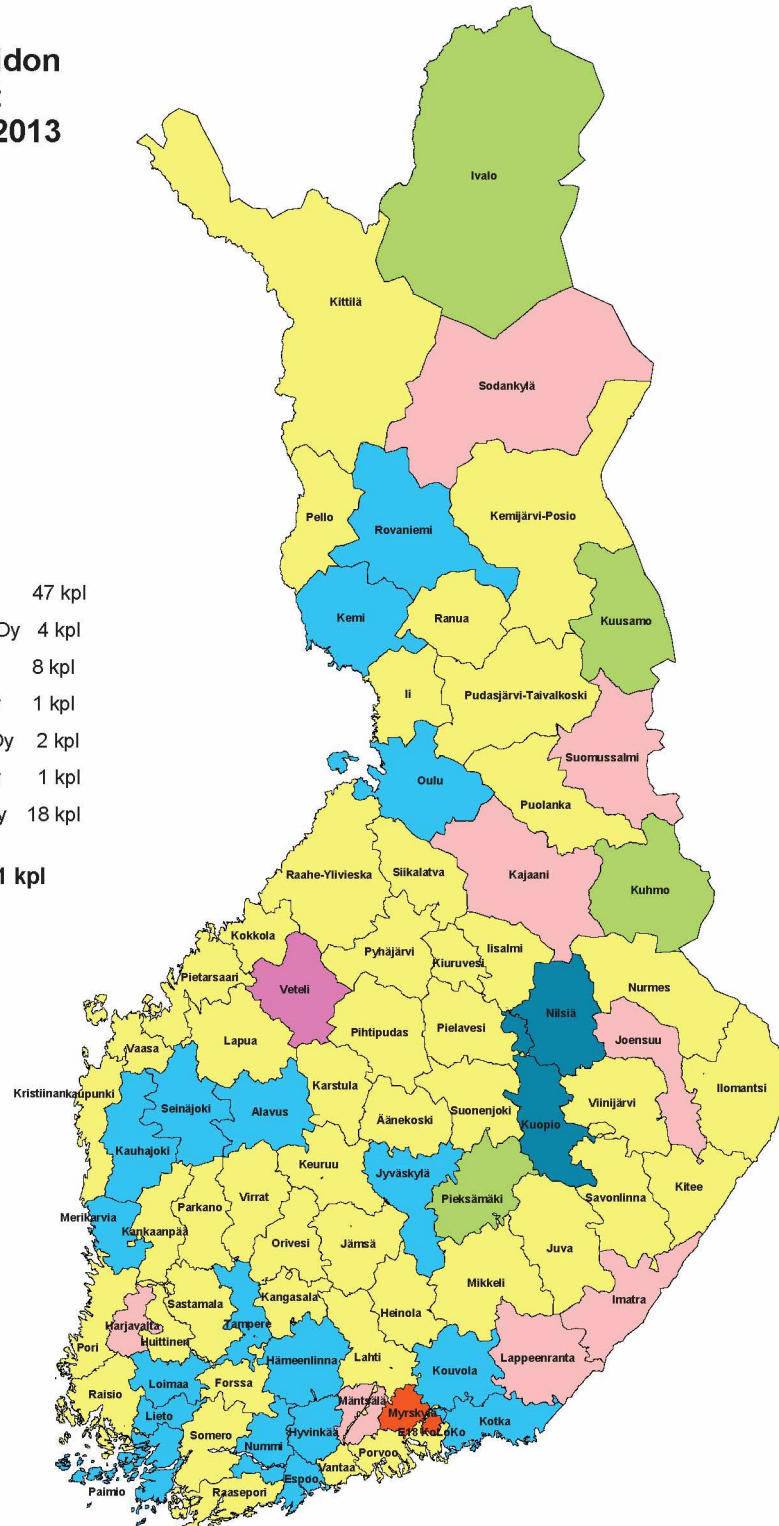 idon
2013
47 kpl
Oy 4 kpl
8 kpl
1 kpl
Oy 2 kpl
1 kpl
18 kpl
1 kpl
Ivalo
Kittilä
Sodankylä
Pello
Rovaniemi
Kemijärvi-Posio
Kemi
Ranua
Kuusamo
Ii
Pudasjärvi-Taivalkoski
Suomussalmi
Oulu
Puolanka
Raahe-Ylivieska
Siikalatva
Kajaani
Kuhmo
Kokkola
Pyhäjärvi
Kiuruvesi
Iisalmi
Pietarsaari
Veteli
Nurmes
Nilsiä
Vaasa
Lapua
Pihtipudas
Pielavesi
Joensuu
Kristiinankaupunki
Seinäjoki
Alavus
Karstula
Äänekoski
Suonenjoki
Viinijärvi
Ilomantsi
Kauhajoki
Kuopio
Keuruu
Jyväskylä
Pieksämäki
Savonlinna
Kitee
Merikarvia
Kankaanpää
Parkano
Virrat
Orivesi
Jämsä
Juva
Mikkeli
Imatra
Sastamala
Kangasala
Heinola
Harjavalta
Tampere
Pori
Huittinen
Hämeenlinna
Lahti
Kouvola
Lappeenranta
Raisio
Loimaa
Forssa
Mäntsälä
Myrskylä
Kotka
Lieto
Somero
Nummi
Hyvinkää
E18 KoLoKo
Porvoo
Vantaa
Paimio
Raasepori
Espoo